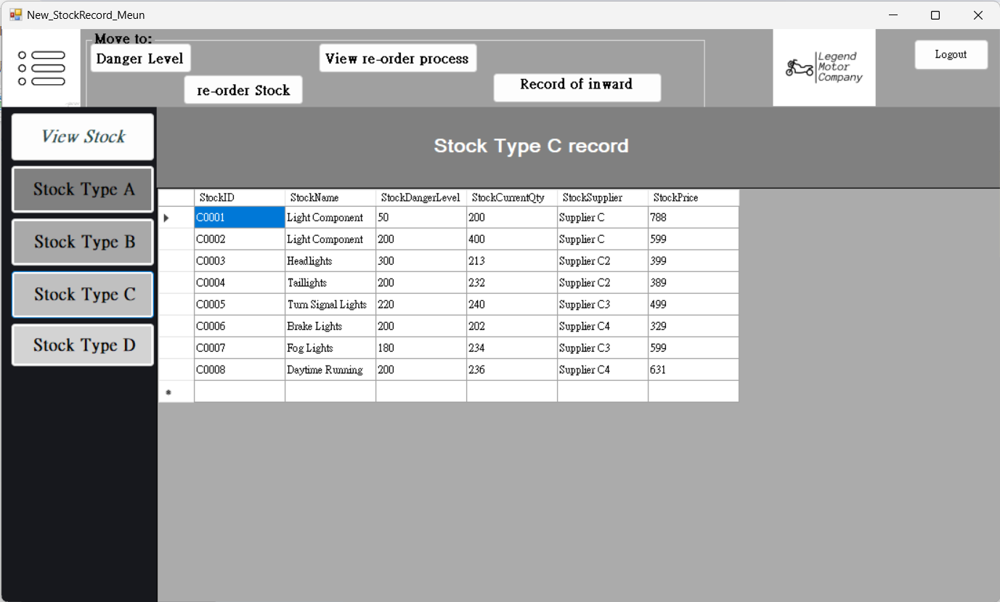 New_StockRecord_Meun
Move to:
Danger Level
View re-order process
re-order Stock
Record of inward
Legend
Motor
Company
Logout
View Stock
Stock Type A
Stock Type B
Stock Type C
Stock Type D
Stock Type C record
StockID StockName StockDangerLevel StockCurrentQty StockSupplier StockPrice
C0001 Light Component 50 200 Supplier C 788
C0002 Light Component 200 400 Supplier C 599
C0003 Headlights 300 213 Supplier C2 399
C0004 Taillights 200 232 Supplier C2 389
C0005 Turn Signal Lights 220 240 Supplier C3 499
C0006 Brake Lights 200 202 Supplier C4 329
C0007 Fog Lights 180 234 Supplier C3 599
C0008 Daytime Running 200 236 Supplier C4 631